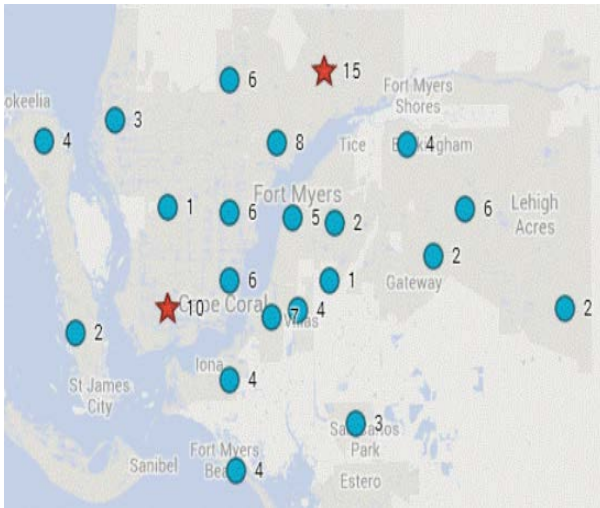 6
15
Fort Myers
Shores
okeelia
3
4
8
Tice
4
1
Fort Myers
6
5
2
6
Lehigh
Acres
2
6
1
Gateway
10
Cape Coral
7
4
Villas
2
2
Iona
4
St James
City
3
Park
Fort Myers
4
Sanibel
Estero